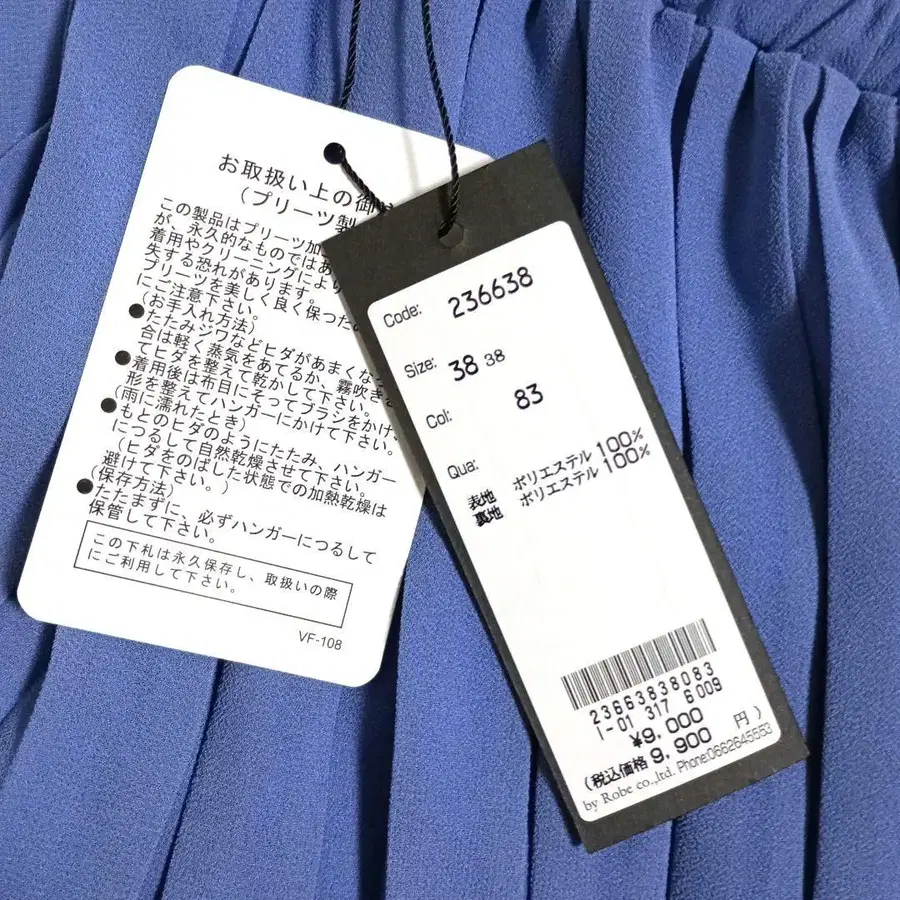 お取扱い上の御
(プリーツ製
この製品はプリーツ加
が、永久的なものではあ
着用やクリーニングにより
失する恐れがあります。
プリーツを美しく良く保つため
にご注意下さい。
(お手入れ方法)
●たたみジワなどヒダがあまくな
合は軽く蒸気をあてるか、霧吹き
てヒダを整えて乾かして下さい。
●着用後は布目にそってブラシをかけ、
形を整えてハンガーにかけて下さい。
(雨に濡れたとき)
●もとのヒダのようにたたみ、ハンガー
につるして自然乾燥させて下さい。
(ヒダをのばした状態での加熱乾燥は
避けて下さい。)
(保存方法)
●たたまずに、必ずハンガーにつるして
保管して下さい。
この下札は永久保存し、取扱いの際
にご利用して下さい。
VF-108
Code: 236638
Size: 38 38
Col: 83
Qua:
表地 ポリエステル 100%
裏地 ポリエステル 100%
23663838083
I-01 317 6009
¥9,000
(税込価格 9,900 円)
by Robe co.,ltd. Phone:0662645553